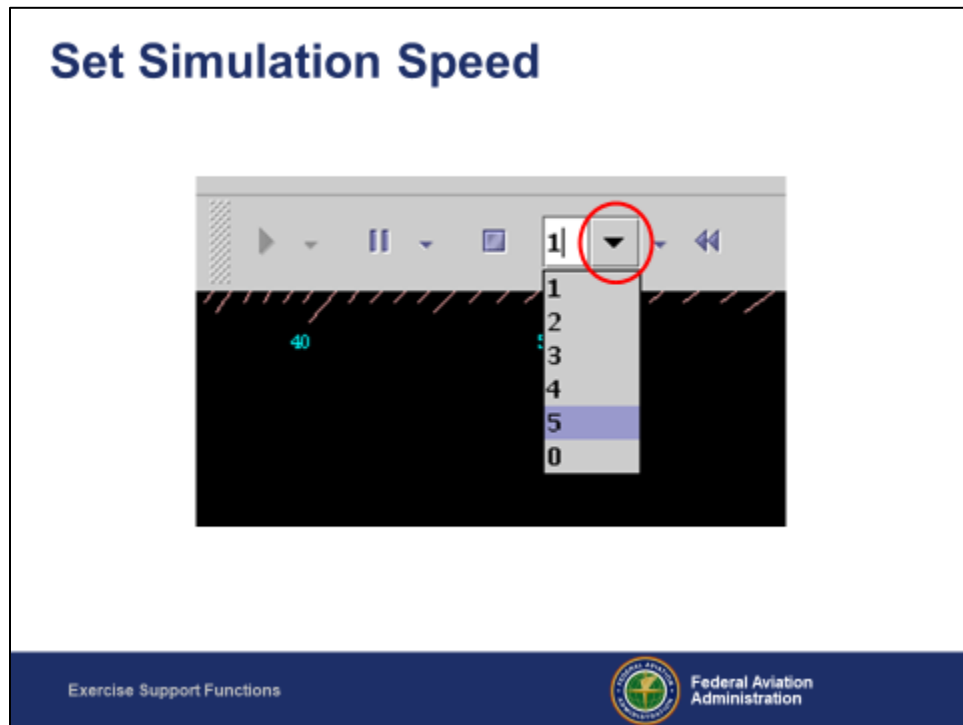 Set Simulation Speed
1
1
2
40
3
4
5
0
Exercise Support Functions
Federal Aviation
Administration